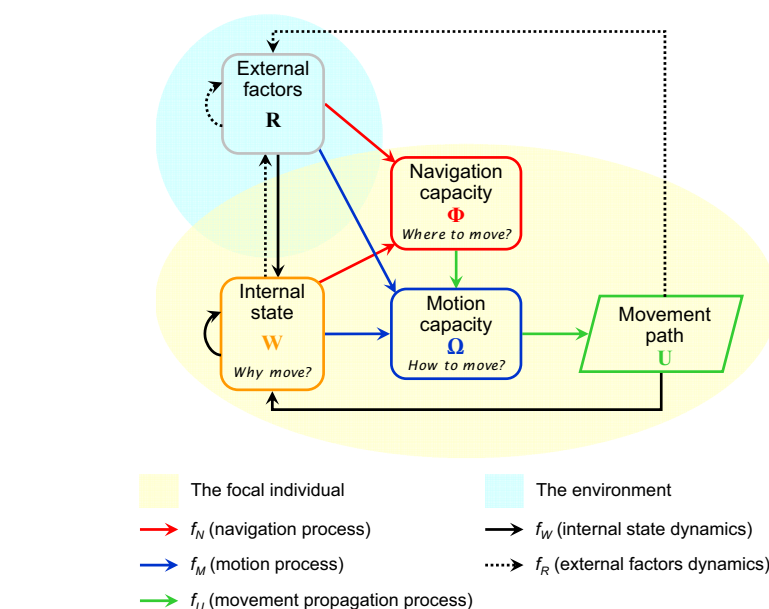 External
factors
R
Navigation
capacity
Φ
Where to move?
Internal
state
W
Why move?
Motion
capacity
Ω
How to move?
Movement
path
U
The focal individual
The environment
f_N (navigation process)
f_W (internal state dynamics)
f_M (motion process)
f_R (external factors dynamics)
f_U (movement propagation process)